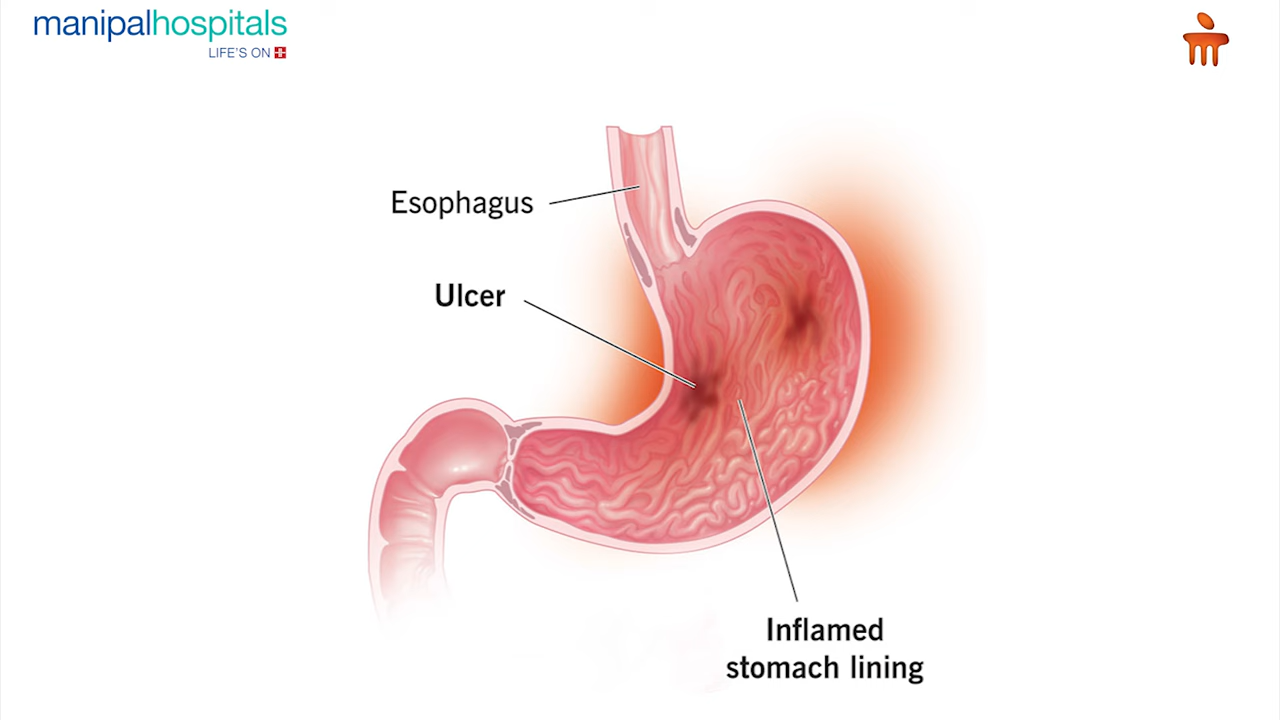 manipalhospitals
LIFE'S ON
Esophagus
Ulcer
Inflamed
stomach lining